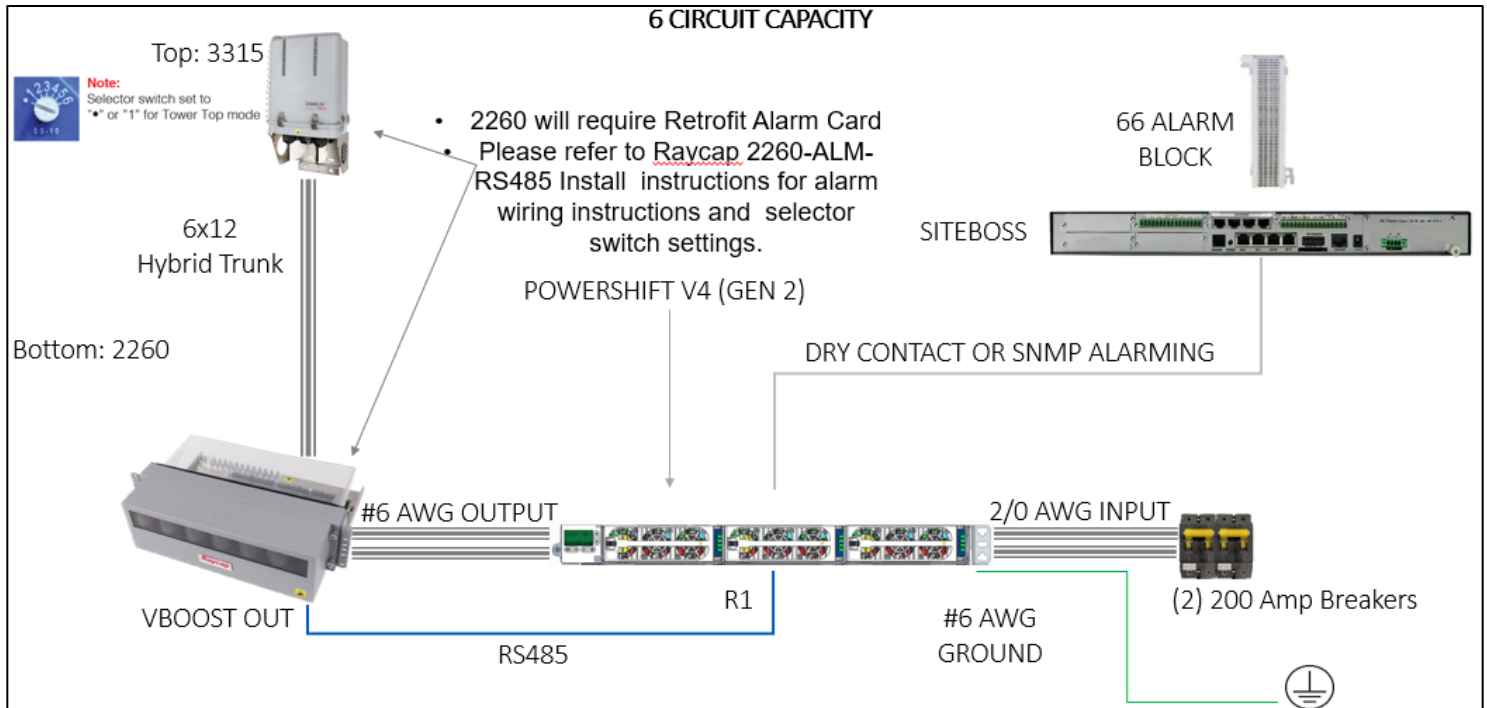 6 CIRCUIT CAPACITY
Top: 3315
Note:
Selector switch set to
"•" or "1" for Tower Top mode
•123456
• 2260 will require Retrofit Alarm Card
• Please refer to Raycap 2260-ALM-
RS485 Install instructions for alarm
wiring instructions and selector
switch settings.
66 ALARM
BLOCK
SITEBOSS
6x12
Hybrid Trunk
POWERSHIFT V4 (GEN 2)
Bottom: 2260
DRY CONTACT OR SNMP ALARMING
#6 AWG OUTPUT
2/0 AWG INPUT
Raycap
VBOOST OUT
R1
(2) 200 Amp Breakers
#6 AWG
GROUND
RS485